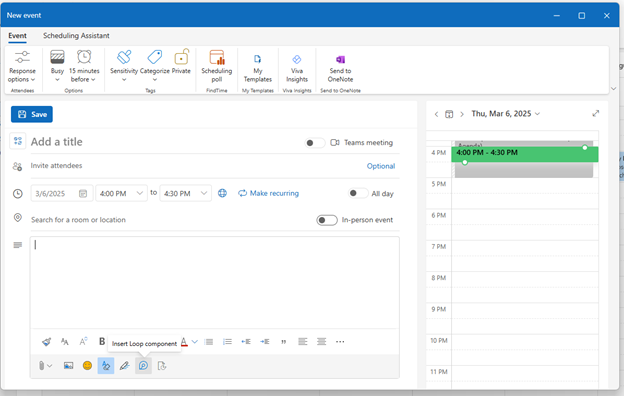 New event
Event Scheduling Assistant
Response options
Busy
15 minutes before
Sensitivity
Categorize
Private
Scheduling poll
My Templates
Viva Insights
Send to OneNote
Attendees
Options
Tags
FindTime
My Templates
Viva Insights
Send to OneNote
Save
Add a title
Teams meeting
Invite attendees
Optional
3/6/2025 4:00 PM to 4:30 PM Make recurring All day
Search for a room or location
In-person event
B
Insert Loop component
A
Thu, Mar 6, 2025
4 PM
4:00 PM - 4:30 PM
5 PM
6 PM
7 PM
8 PM
9 PM
10 PM
11 PM